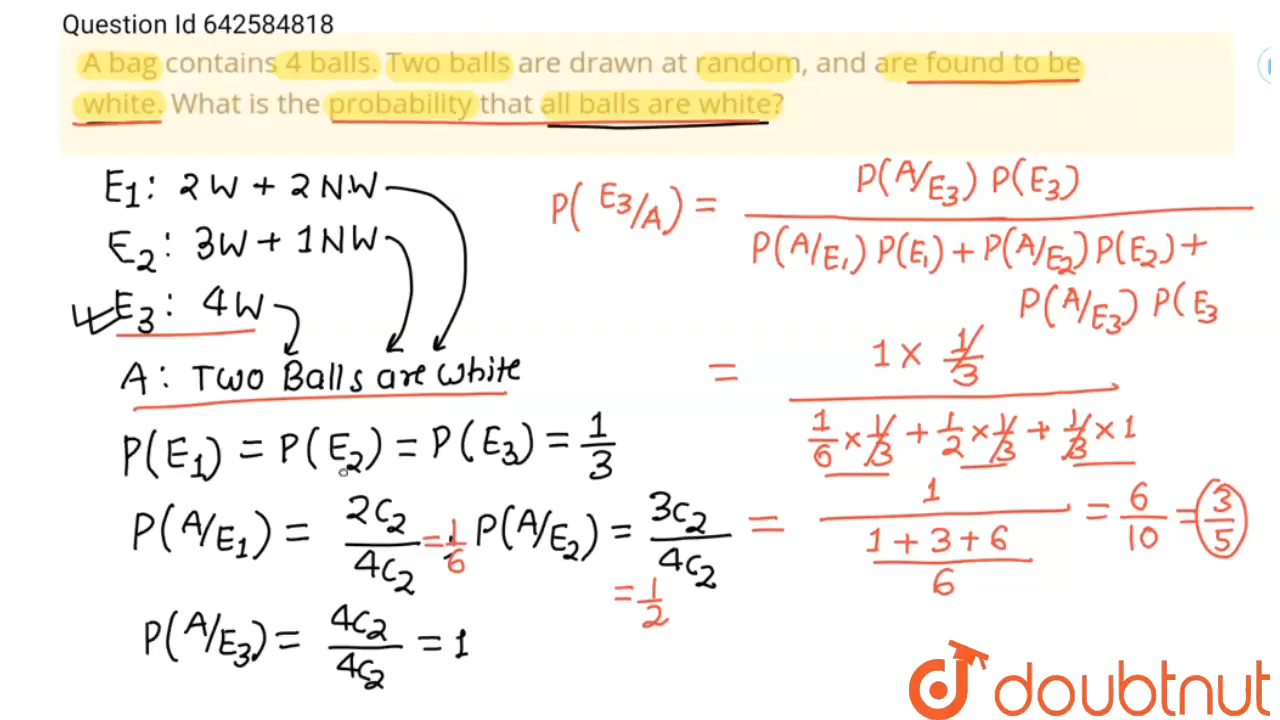 Question Id 642584818
A bag contains 4 balls. Two balls are drawn at random, and are found to be
white. What is the probability that all balls are white?
E1: 2W + 2N.W
E2: 3W + 1NW
E3: 4W
A: Two Balls are white
P(E1) = P(E2) = P(E3) = 1/3
P(A/E1) = 2C2/4C2 = 1/6 P(A/E2) = 3C2/4C2
= 1/2
P(A/E3) = 4C2/4C2 = 1
P(E3/A) = P(A/E3) P(E3)
P(A/E1) P(E1) + P(A/E2) P(E2) +
P(A/E3) P(E3
= 1 × 1/3
1/6 × 1/3 + 1/2 × 1/3 + 1/3 × 1
= 1 = 6/10 = 3/5
1 + 3 + 6
6
doubtnut